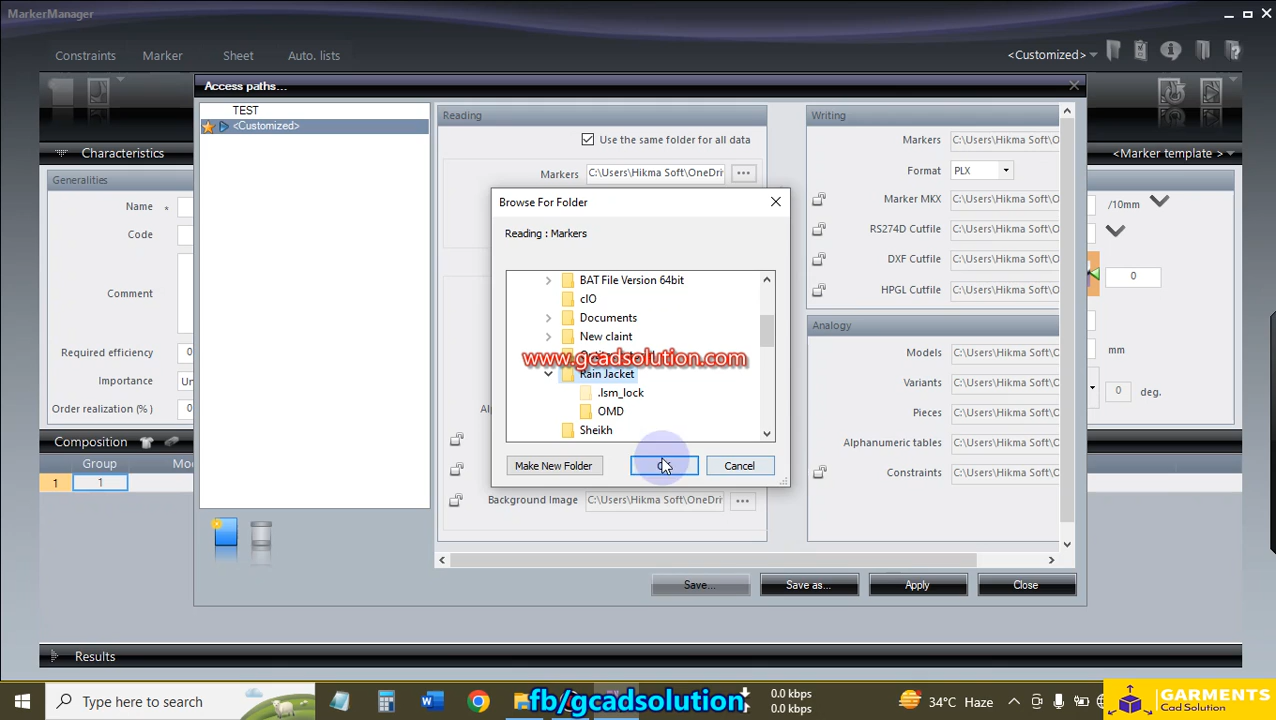 MarkerManager
Constraints Marker Sheet Auto. lists <Customized>
Access paths...
TEST
<Customized>
Reading
Use the same folder for all data
Markers C:\Users\Hikma Soft\OneDri
Writing
Markers C:\Users\Hikma Soft\O
Format PLX
Marker MKX C:\Users\Hikma Soft\O
RS274D Cutfile C:\Users\Hikma Soft\O
DXF Cutfile C:\Users\Hikma Soft\O
HPGL Cutfile C:\Users\Hikma Soft\O
Analogy
Models C:\Users\Hikma Soft\O
Variants C:\Users\Hikma Soft\O
Pieces C:\Users\Hikma Soft\O
Alphanumeric tables C:\Users\Hikma Soft\O
Constraints C:\Users\Hikma Soft\O
Characteristics
<Marker template >
Generalities
Name *
Code
Comment
Required efficiency 0
Importance Un
Order realization (%) 0
/10mm
0
mm
0 deg.
Composition
Group Mo
1 1
Browse For Folder
Reading : Markers
BAT File Version 64bit
cIO
Documents
New claint
www.gcadsolution.com
Rain Jacket
.lsm_lock
OMD
Sheikh
Make New Folder Cancel
Al
Background Image C:\Users\Hikma Soft\OneDri ...
Save... Save as... Apply Close
Results
Type here to search
fb/gcadsolution
0.0 kbps
0.0 kbps
34°C Haze
GARMENTS
Cad Solution